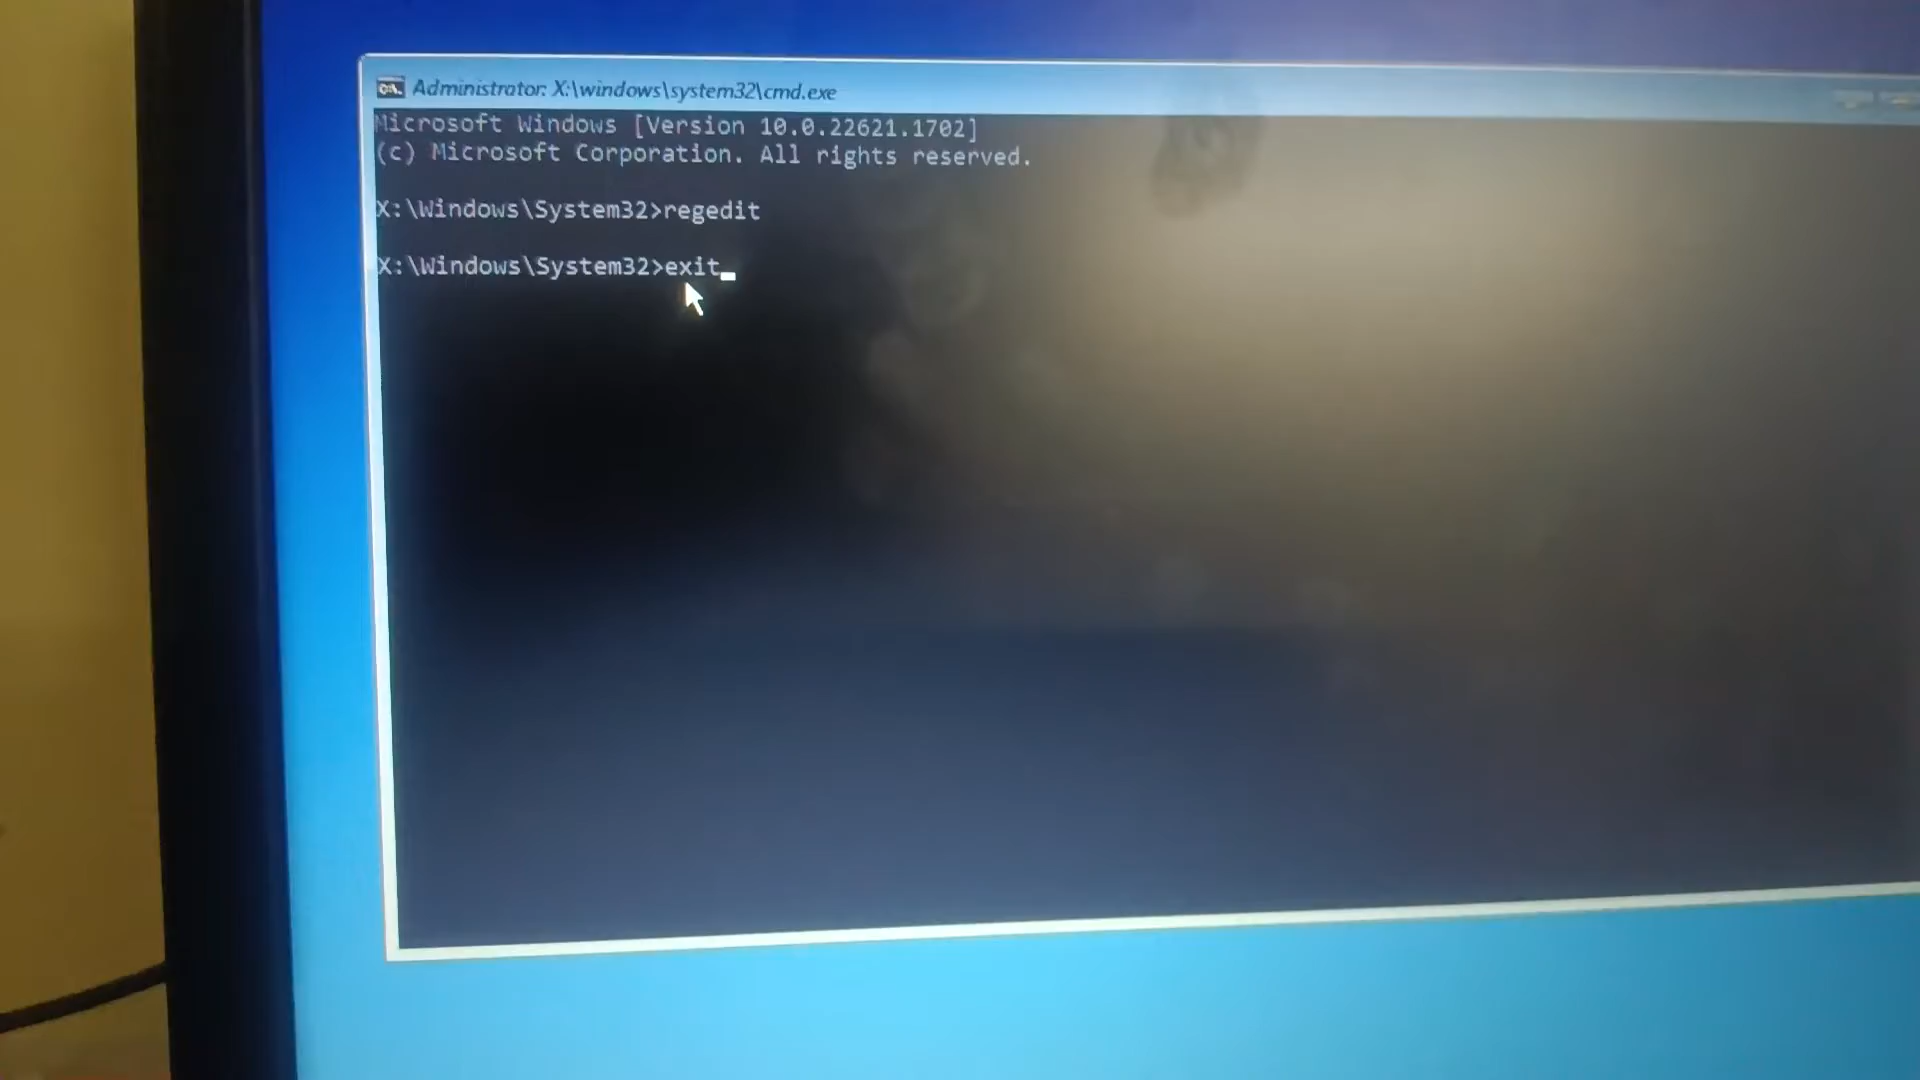 Administrator: X:\windows\system32\cmd.exe
Microsoft Windows [Version 10.0.22621.1702]
(c) Microsoft Corporation. All rights reserved.
X:\Windows\System32>regedit
X:\Windows\System32>exit